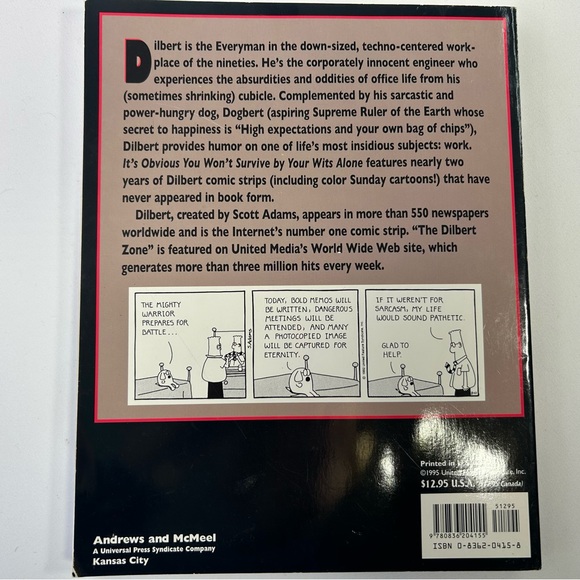 Dilbert is the Everyman in the down-sized, techno-centered work-
place of the nineties. He's the corporately innocent engineer who
experiences the absurdities and oddities of office life from his
(sometimes shrinking) cubicle. Complemented by his sarcastic and
power-hungry dog, Dogbert (aspiring Supreme Ruler of the Earth whose
secret to happiness is "High expectations and your own bag of chips"),
Dilbert provides humor on one of life's most insidious subjects: work.
It's Obvious You Won't Survive by Your Wits Alone features nearly two
years of Dilbert comic strips (including color Sunday cartoons!) that have
never appeared in book form.
Dilbert, created by Scott Adams, appears in more than 550 newspapers
worldwide and is the Internet's number one comic strip. "The Dilbert
Zone" is featured on United Media's World Wide Web site, which
generates more than three million hits every week.
THE MIGHTY
WARRIOR
PREPARES FOR
BATTLE...
S.Adams
TODAY, BOLD MEMOS WILL
BE WRITTEN, DANGEROUS
MEETINGS WILL BE
ATTENDED, AND MANY
A PHOTOCOPIED IMAGE
WILL BE CAPTURED FOR
ETERNITY.
IF IT WEREN'T FOR
SARCASM, MY LIFE
WOULD SOUND PATHETIC.
GLAD TO
HELP.
Printed in
©1995 United Inc.
$12.95 U.S.A. Canada)
51295
9 780836 204155
ISBN 0-8362-0415-8
Andrews and McMeel
A Universal Press Syndicate Company
Kansas City